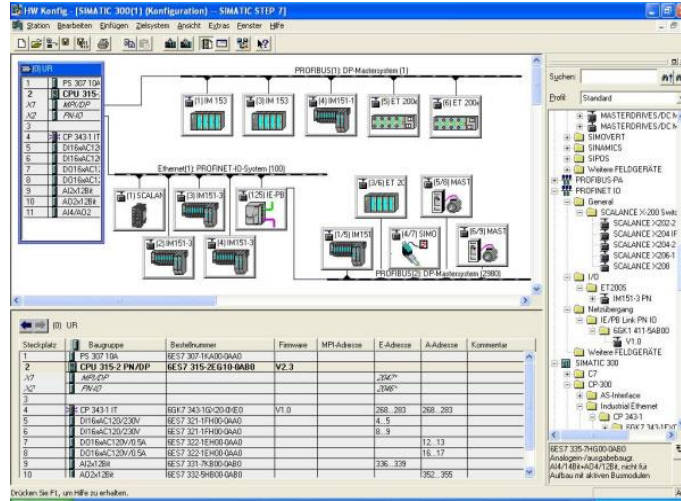 HW Konfig - [SIMATIC 300(1) (Konfiguration) -- SIMATIC STEP 7]
Station Bearbeiten Einfügen Zielsystem Ansicht Extras Fenster Hilfe
(0) UR
1 PS 307 10A
2 CPU 315-
X1 MPI/DP
X2 PN-IO
3
4 CP 343-1 IT
5 DI16xAC12
6 DI16xAC12
7 DO16xAC1
8 DO16xAC1
9 AI2x12Bit
10 AO2x12Bit
11 AI4/AO2
PROFIBUS(1): DP-Mastersystem (1)
(1) IM 153
(3) IM 153
(4) IM151-1
(5) ET 200
(6) ET 200
Ethernet(1): PROFINET-IO-System (100)
(1) SCALAN
(3) IM151-3
(125) IE-PB
(2) IM151-3
(4) IM151-3
(3/6) ET 20
(5/8) MAST
(1/5) IM151
(4/7) SIMO
(6/9) MAST
PROFIBUS(2): DP-Mastersystem (2980)
Suchen:
Profil: Standard
MASTERDRIVES/DC M
MASTERDRIVES/DC M
SIMOVERT
SINAMICS
SIPOS
Weitere FELDGERÄTE
PROFIBUS-PA
PROFINET IO
General
SCALANCE X-200 Switc
SCALANCE X202-2
SCALANCE X204 IF
SCALANCE X204-2
SCALANCE X206-1
SCALANCE X208
I/O
ET200S
IM151-3 PN
Netzübergang
IE/PB Link PN IO
6GK1 411-5AB00
V1.0
Weitere FELDGERÄTE
SIMATIC 300
C7
CP-300
AS-Interface
Industrial Ethernet
CP 343-1
6GK7 343-1EX
6ES7 335-7HG00-0AB0
Analogein-/ausgabebaugr.
AI4/14Bit+AO4/12Bit, nicht für
Aufbau mit aktiven Busmodulen
(0) UR
Steckplatz Baugruppe Bestellnummer Firmware MPI-Adresse E-Adresse A-Adresse Kommentar
1 PS 307 10A 6ES7 307-1KA00-0AA0
2 CPU 315-2 PN/DP 6ES7 315-2EG10-0AB0 V2.3
X1 MPI/DP 2047*
X2 PN-IO 2046*
3
4 CP 343-1 IT 6GK7 343-1GX20-0XE0 V1.0 268...283 268...283
5 DI16xAC120/230V 6ES7 321-1FH00-0AA0 4...5
6 DI16xAC120/230V 6ES7 321-1FH00-0AA0 8...9
7 DO16xAC120V/0.5A 6ES7 322-1EH00-0AA0 12...13
8 DO16xAC120V/0.5A 6ES7 322-1EH00-0AA0 16...17
9 AI2x12Bit 6ES7 331-7KB00-0AB0 336...339
10 AO2x12Bit 6ES7 332-5HB00-0AB0 352...355
Drücken Sie F1, um Hilfe zu erhalten.